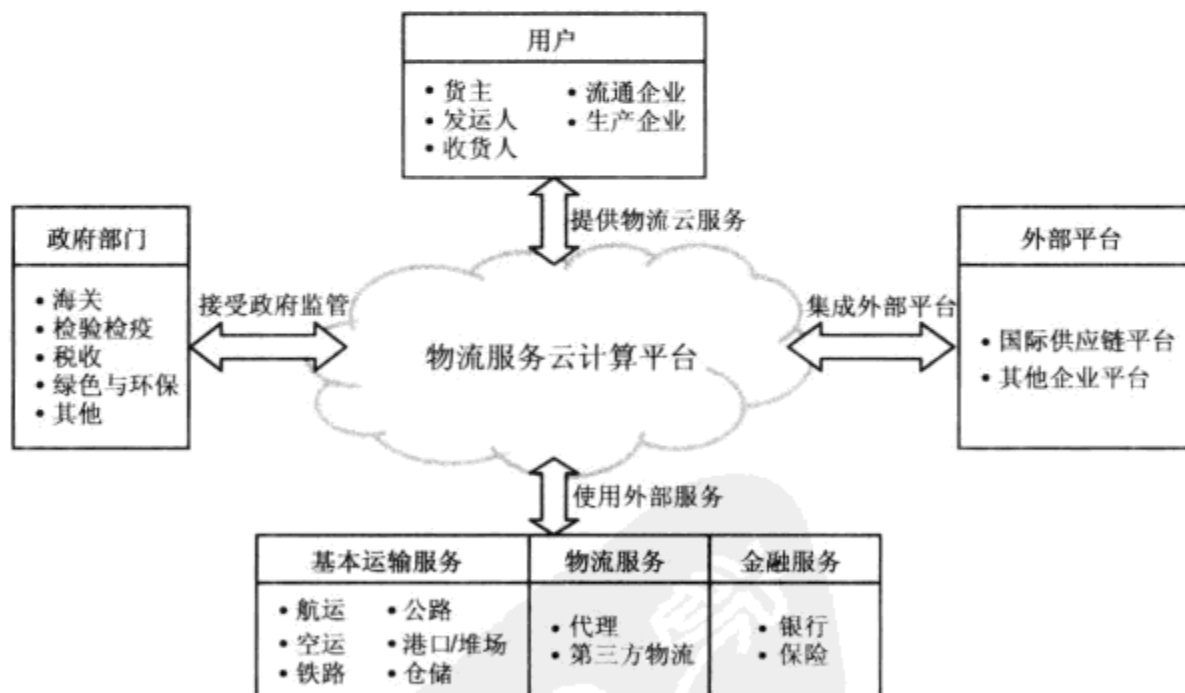 用户
• 货主 • 流通企业
• 发运人 • 生产企业
• 收货人
提供物流云服务
政府部门
• 海关
• 检验检疫
• 税收
• 绿色与环保
• 其他
接受政府监管
物流服务云计算平台
集成外部平台
外部平台
• 国际供应链平台
• 其他企业平台
使用外部服务
基本运输服务 物流服务 金融服务
• 航运 • 公路
• 空运 • 港口/堆场
• 铁路 • 仓储
• 代理
• 第三方物流
• 银行
• 保险